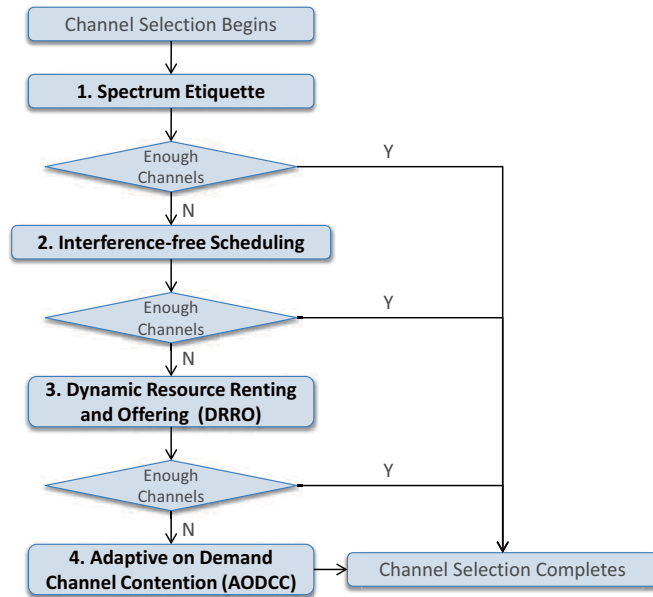 Channel Selection Begins
1. Spectrum Etiquette
Enough
Channels
Y
N
2. Interference-free Scheduling
Enough
Channels
Y
N
3. Dynamic Resource Renting
and Offering (DRRO)
Enough
Channels
Y
N
4. Adaptive on Demand
Channel Contention (AODCC)
Channel Selection Completes